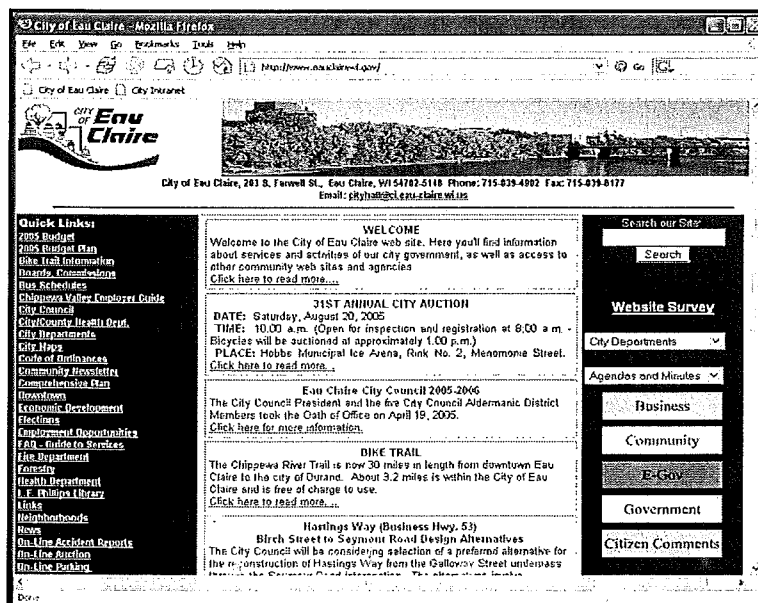 City of Eau Claire - Mozilla Firefox
File Edit View Go Bookmarks Tools Help
Go
City of Eau Claire City Intranet
CITY OF Eau Claire
City of Eau Claire, 203 S. Farwell St., Eau Claire, WI 54702-5148 Phone: 715-839-4902 Fax: 715-839-6177
Email: cityhall@ci.eau-claire.wi.us
Quick Links:
2005 Budget
2005 Budget Plan
Bike Trail Information
Boards, Commissions
Bus Schedules
Chippewa Valley Employer Guide
City Council
City/County Health Dept.
City Departments
City Maps
Code of Ordinances
Community Newsletter
Comprehensive Plan
Downtown
Economic Development
Elections
Employment Opportunities
FAQ - Guide to Services
Fire Department
Forestry
Health Department
L.E. Phillips Library
Links
Neighborhoods
News
On-Line Accident Reports
On-Line Auction
On-Line Parking
WELCOME
Welcome to the City of Eau Claire web site. Here you'll find information
about services and activities of our city government, as well as access to
other community web sites and agencies
Click here to read more....
31ST ANNUAL CITY AUCTION
DATE: Saturday, August 20, 2005
TIME: 10:00 a.m. (Open for inspection and registration at 8:00 a.m. -
Bicycles will be auctioned at approximately 1:00 p.m.)
PLACE: Hobbs Municipal Ice Arena, Rink No. 2, Menomonie Street.
Click here to read more...
Eau Claire City Council 2005-2006
The City Council President and the five City Council Aldermanic District
Members took the Oath of Office on April 19, 2005.
Click here for more information.
BIKE TRAIL
The Chippewa River Trail is now 30 miles in length from downtown Eau
Claire to the city of Durand. About 3.2 miles is within the City of Eau
Claire and is free of charge to use.
Click here to read more...
Hastings Way (Business Hwy. 53)
Birch Street to Seymour Road Design Alternatives
The City Council will be considering selection of a preferred alternative for
the reconstruction of Hastings Way from the Galloway Street underpass
Search our Site:
Search
Website Survey
City Departments
Agendas and Minutes
Business
Community
E-Gov
Government
Citizen Comments
Done